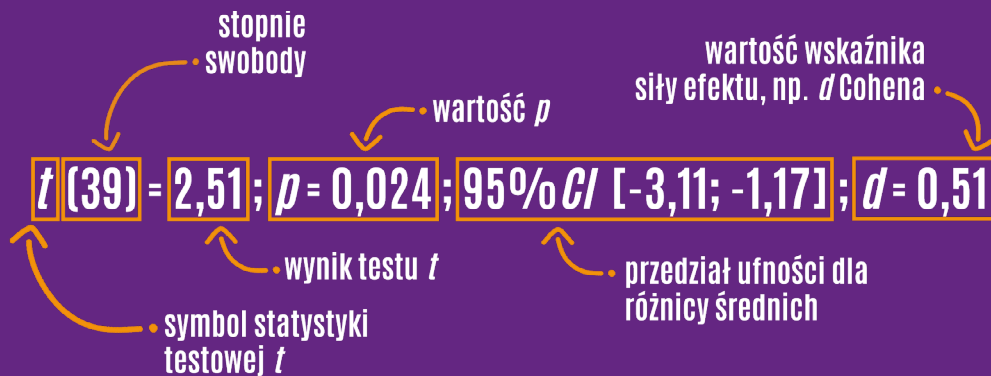 stopnie
swobody
wartość wskaźnika
siły efektu, np. d Cohena
wartość p
t (39) = 2,51 ; p = 0,024 ; 95% CI [-3,11; -1,17] ; d = 0,51
wynik testu t
przedział ufności dla
różnicy średnich
symbol statystyki
testowej t